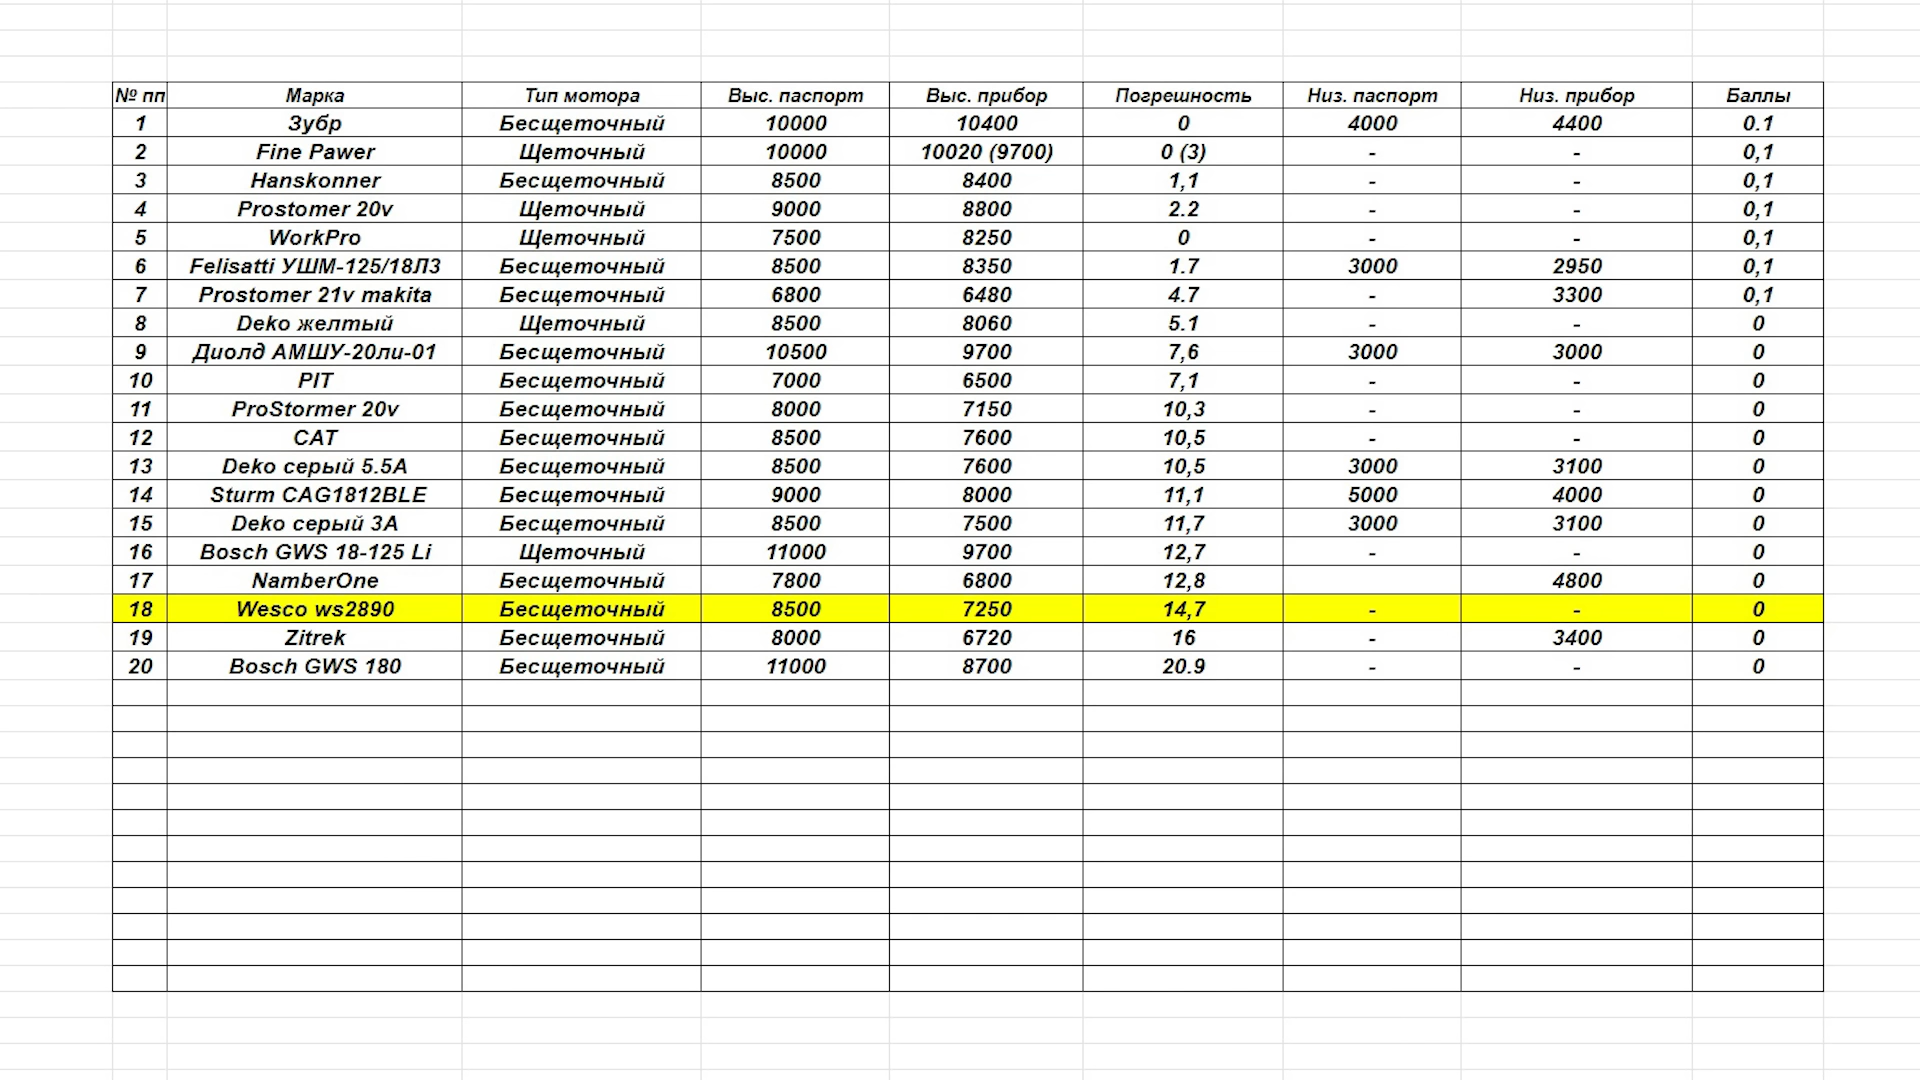 № пп Марка Тип мотора Выс. паспорт Выс. прибор Погрешность Низ. паспорт Низ. прибор Баллы
1 Зубр Бесщеточный 10000 10400 0 4000 4400 0.1
2 Fine Pawer Щеточный 10000 10020 (9700) 0 (3) - - 0,1
3 Hanskonner Бесщеточный 8500 8400 1,1 - - 0,1
4 Prostomer 20v Щеточный 9000 8800 2.2 - - 0,1
5 WorkPro Щеточный 7500 8250 0 - - 0,1
6 Felisatti УШМ-125/18Л3 Бесщеточный 8500 8350 1.7 3000 2950 0,1
7 Prostomer 21v makita Бесщеточный 6800 6480 4.7 - 3300 0,1
8 Deko желтый Щеточный 8500 8060 5.1 - - 0
9 Диолд АМШУ-20ли-01 Бесщеточный 10500 9700 7,6 3000 3000 0
10 PIT Бесщеточный 7000 6500 7,1 - - 0
11 ProStormer 20v Бесщеточный 8000 7150 10,3 - - 0
12 CAT Бесщеточный 8500 7600 10,5 - - 0
13 Deko серый 5.5А Бесщеточный 8500 7600 10,5 3000 3100 0
14 Sturm CAG1812BLE Бесщеточный 9000 8000 11,1 5000 4000 0
15 Deko серый 3А Бесщеточный 8500 7500 11,7 3000 3100 0
16 Bosch GWS 18-125 Li Щеточный 11000 9700 12,7 - - 0
17 NamberOne Бесщеточный 7800 6800 12,8 4800 0
18 Wesco ws2890 Бесщеточный 8500 7250 14,7 - - 0
19 Zitrek Бесщеточный 8000 6720 16 - 3400 0
20 Bosch GWS 180 Бесщеточный 11000 8700 20.9 - - 0